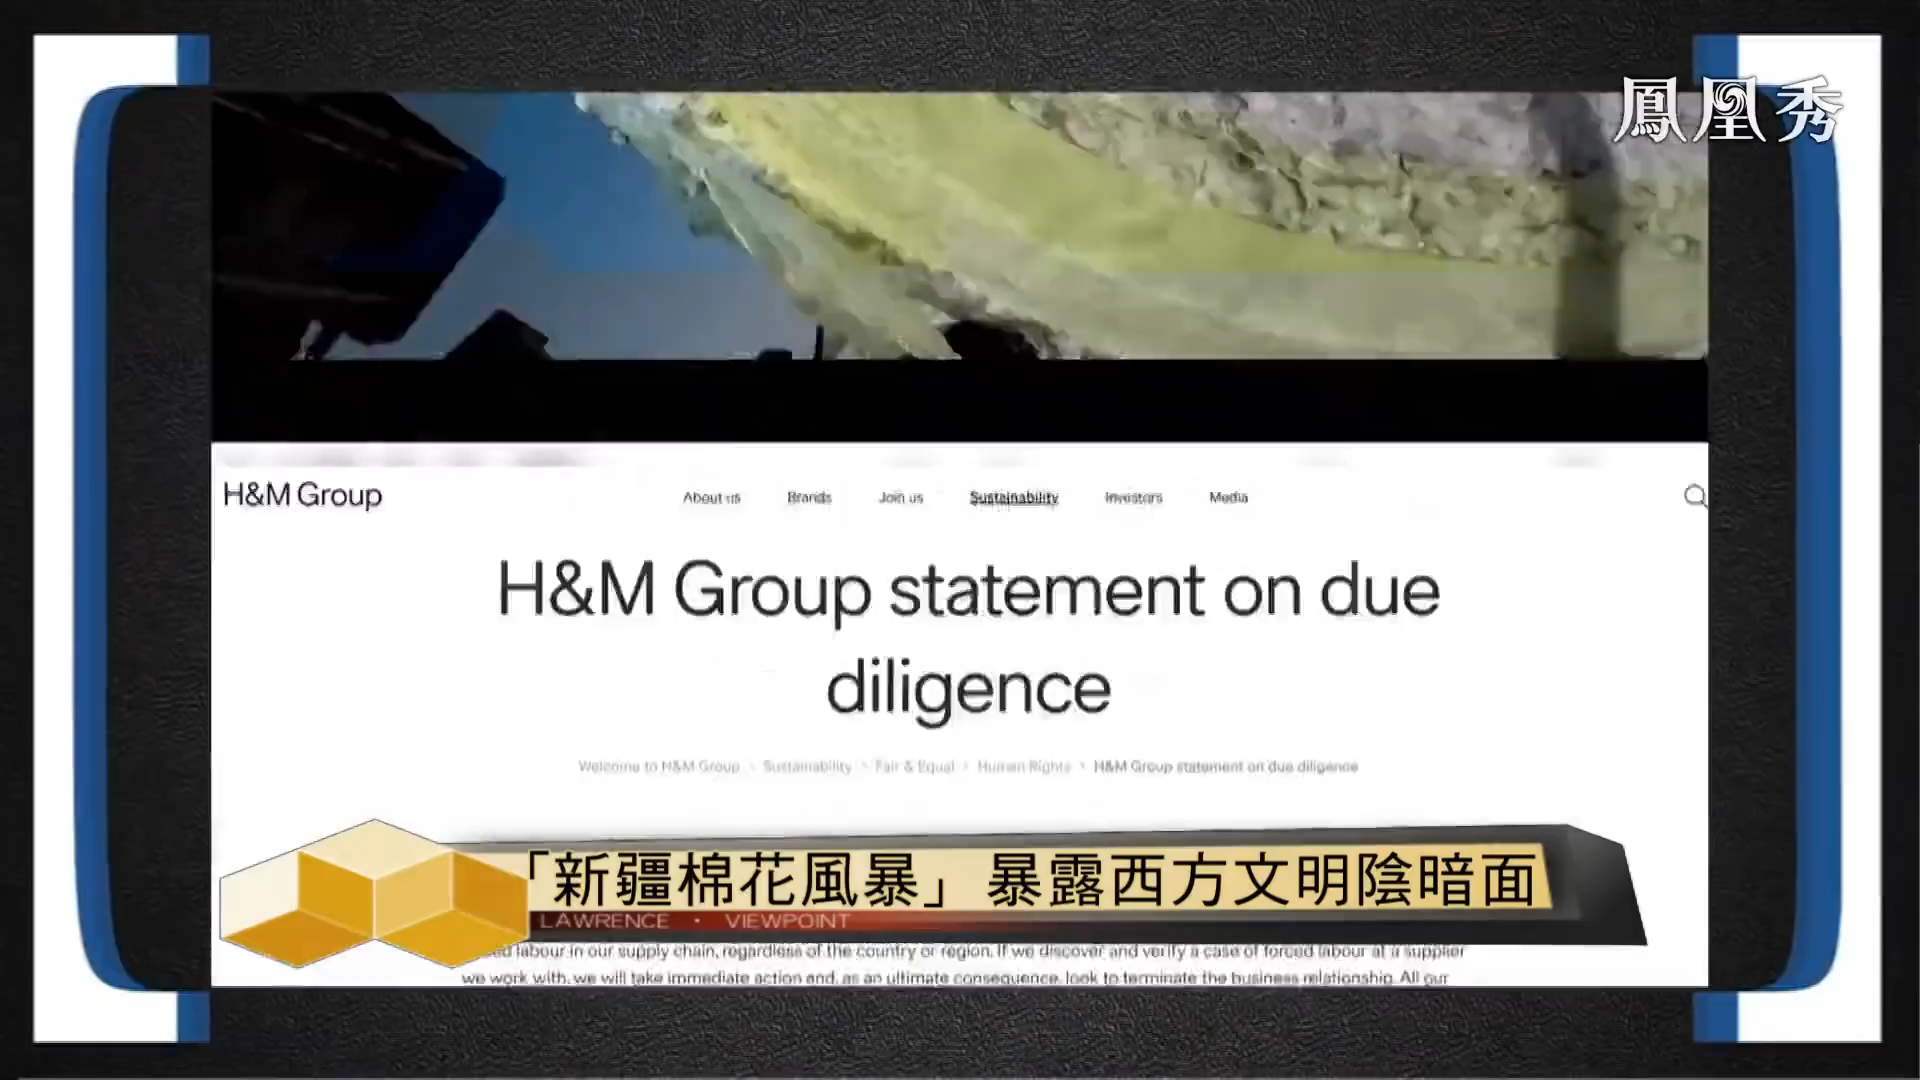 鳳凰秀
H&M Group
About us Brands Join us Sustainability Investors Media
H&M Group statement on due
diligence
Welcome to H&M Group > Sustainability > Fair & Equal > Human Rights > H&M Group statement on due diligence
「新疆棉花風暴」暴露西方文明陰暗面
LAWRENCE · VIEWPOINT
labour in our supply chain, regardless of the country or region. If we discover and verify a case of forced labour at a supplier
we work with, we will take immediate action and, as an ultimate consequence, look to terminate the business relationship. All our